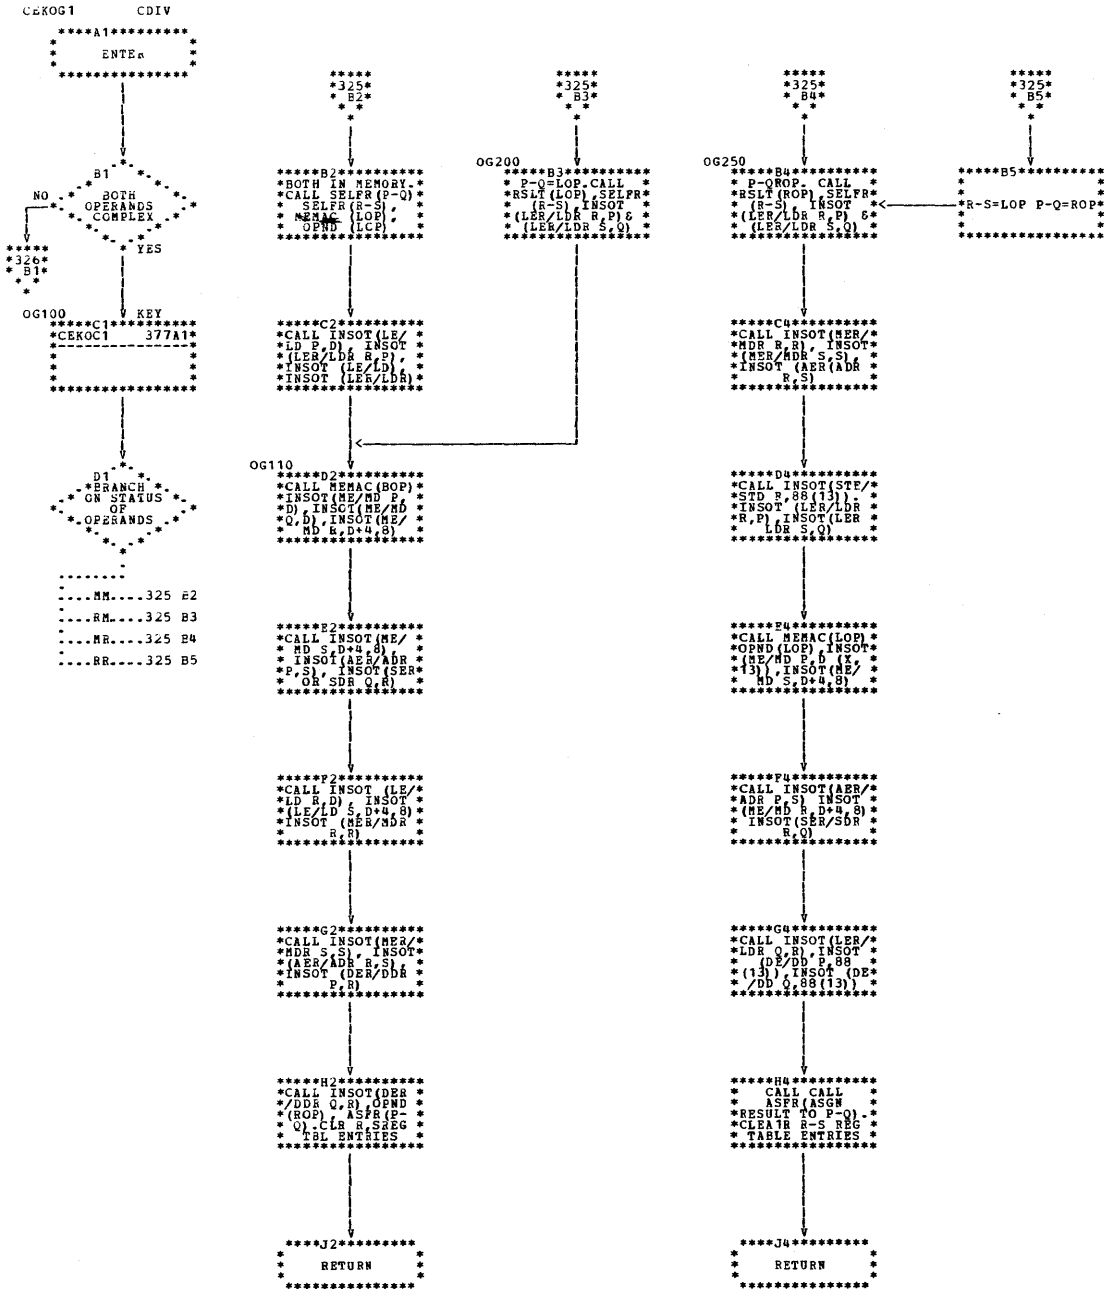 CEKOG1 CDIV
A1
ENTER
B1
BOTH
OPERANDS
COMPLEX
NO
YES
326
B1
OG100 KEY
C1
CEKOC1 377A1
D1
BRANCH
ON STATUS
OF
OPERANDS
....MM....325 B2
....RM....325 B3
....MR....325 B4
....RR....325 B5
325
B2
B2
BOTH IN MEMORY.
CALL SELFR(P-Q)
SELFR(R-S),
MEMAC (LOP),
OPND (LCP)
C2
CALL INSOT(LE/
LD P,D), INSOT
(LER/LDR R,P),
INSOT (LE/LD),
INSOT (LER/LDR)
OG110
D2
CALL MEMAC(BOP)
INSOT(ME/MD P,
D),INSOT(ME/MD
Q,D),INSOT(ME/
MD R,D+4,8)
E2
CALL INSOT(ME/
MD S,D+4,8),
INSOT(AER/ADR
P,S), INSOT(SER
OR SDR Q,R)
F2
CALL INSOT (LE/
LD R,D), INSOT
(LE/LD S,D+4,8)
INSOT (MER/MDR
R,R)
G2
CALL INSOT(MER/
MDR S,S), INSOT
(AER/ADR R,S),
INSOT (DER/DDR
P,R)
H2
CALL INSOT(DER
/DDR Q,R),OPND
(ROP), ASFR(P-
Q).CLR R,SREG
TBL ENTRIES
J2
RETURN
325
B3
OG200
B3
P-Q=LOP.CALL
RSLT(LOP),SELFR
(R-S),INSOT
(LER/LDR R,P)&
(LER/LDR S,Q)
325
B4
OG250
B4
P-QROP. CALL
RSLT(ROP),SELFR
(R-S), INSOT
(LER/LDR R,P) &
(LER/LDR S,Q)
C4
CALL INSOT(MER/
MDR R,R), INSOT
(MER/MDR S,S),
INSOT (AER(ADR
R,S)
D4
CALL INSOT(STE/
STD R,88(13)).
INSOT (LER/LDR
R,P),INSOT(LER
LDR S,Q)
E4
CALL MEMAC(LOP)
OPND(LOP),INSOT
(ME/MD P,D (X,
13)),INSOT(ME/
MD S,D+4,8)
F4
CALL INSOT(AER/
ADR P,S) INSOT
(ME/MD R,D+4,8)
INSOT(SER/SDR
R,Q)
G4
CALL INSOT(LER/
LDR Q,R),INSOT
(DE/DD P,88
(13)),INSOT (DE
/DD Q,88(13))
H4
CALL CALL
ASFR(ASGN
RESULT TO P-Q).
CLEAIR R-S REG
TABLE ENTRIES
J4
RETURN
325
B5
B5
R-S=LOP P-Q=ROP